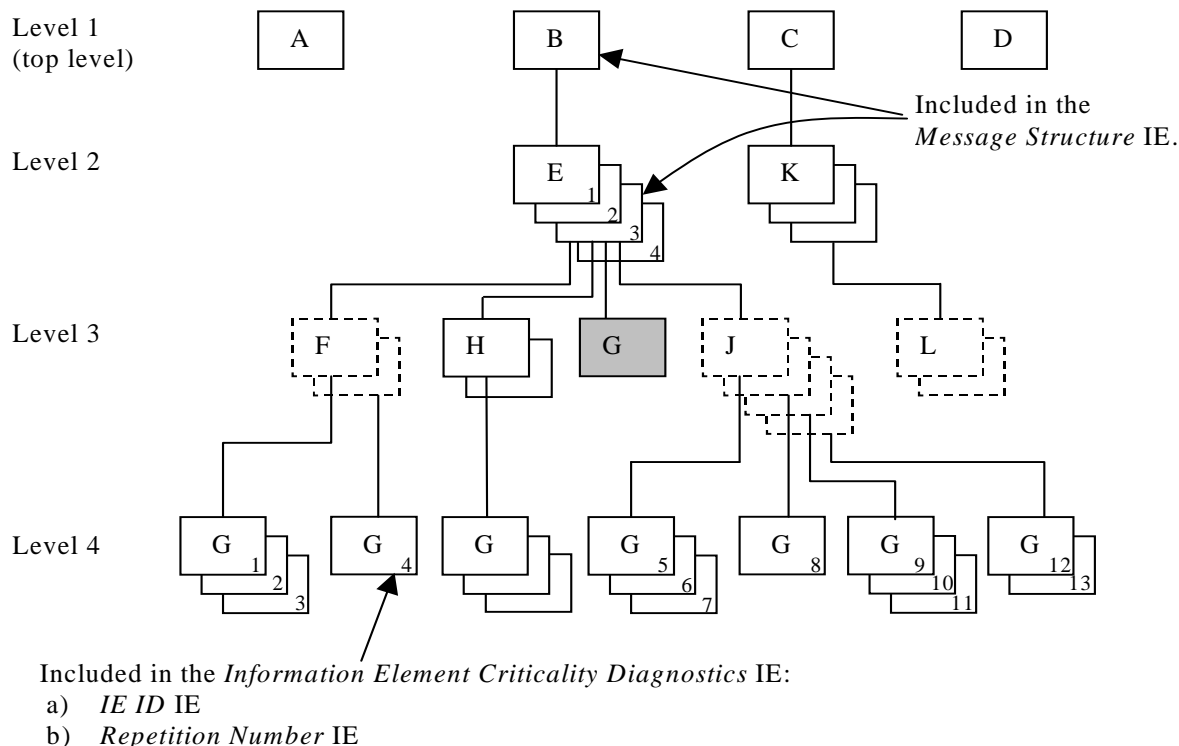 Level 1
(top level)
A
B
C
D
Included in the
Message Structure IE.
Level 2
E
1
2
3
4
K
Level 3
F
H
G
J
L
Level 4
G
1
2
3
G
4
G
G
5
6
7
G
8
G
9
10
11
G
12
13
Included in the Information Element Criticality Diagnostics IE:
a) IE ID IE
b) Repetition Number IE